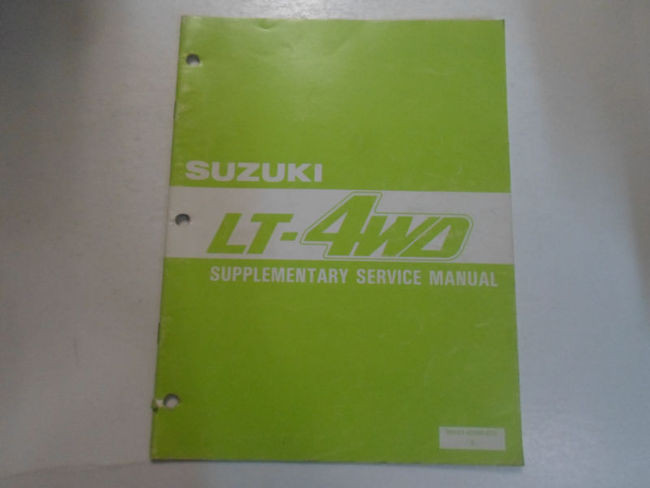 SUZUKI
LT-4WD
SUPPLEMENTARY SERVICE MANUAL